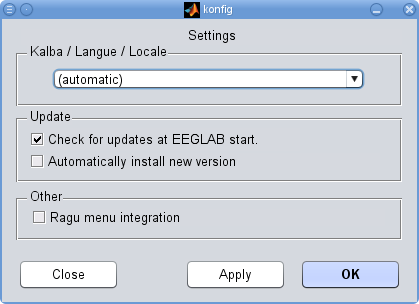 konfig
Settings
Kalba / Langue / Locale
(automatic)
Update
Check for updates at EEGLAB start.
Automatically install new version
Other
Ragu menu integration
Close
Apply
OK